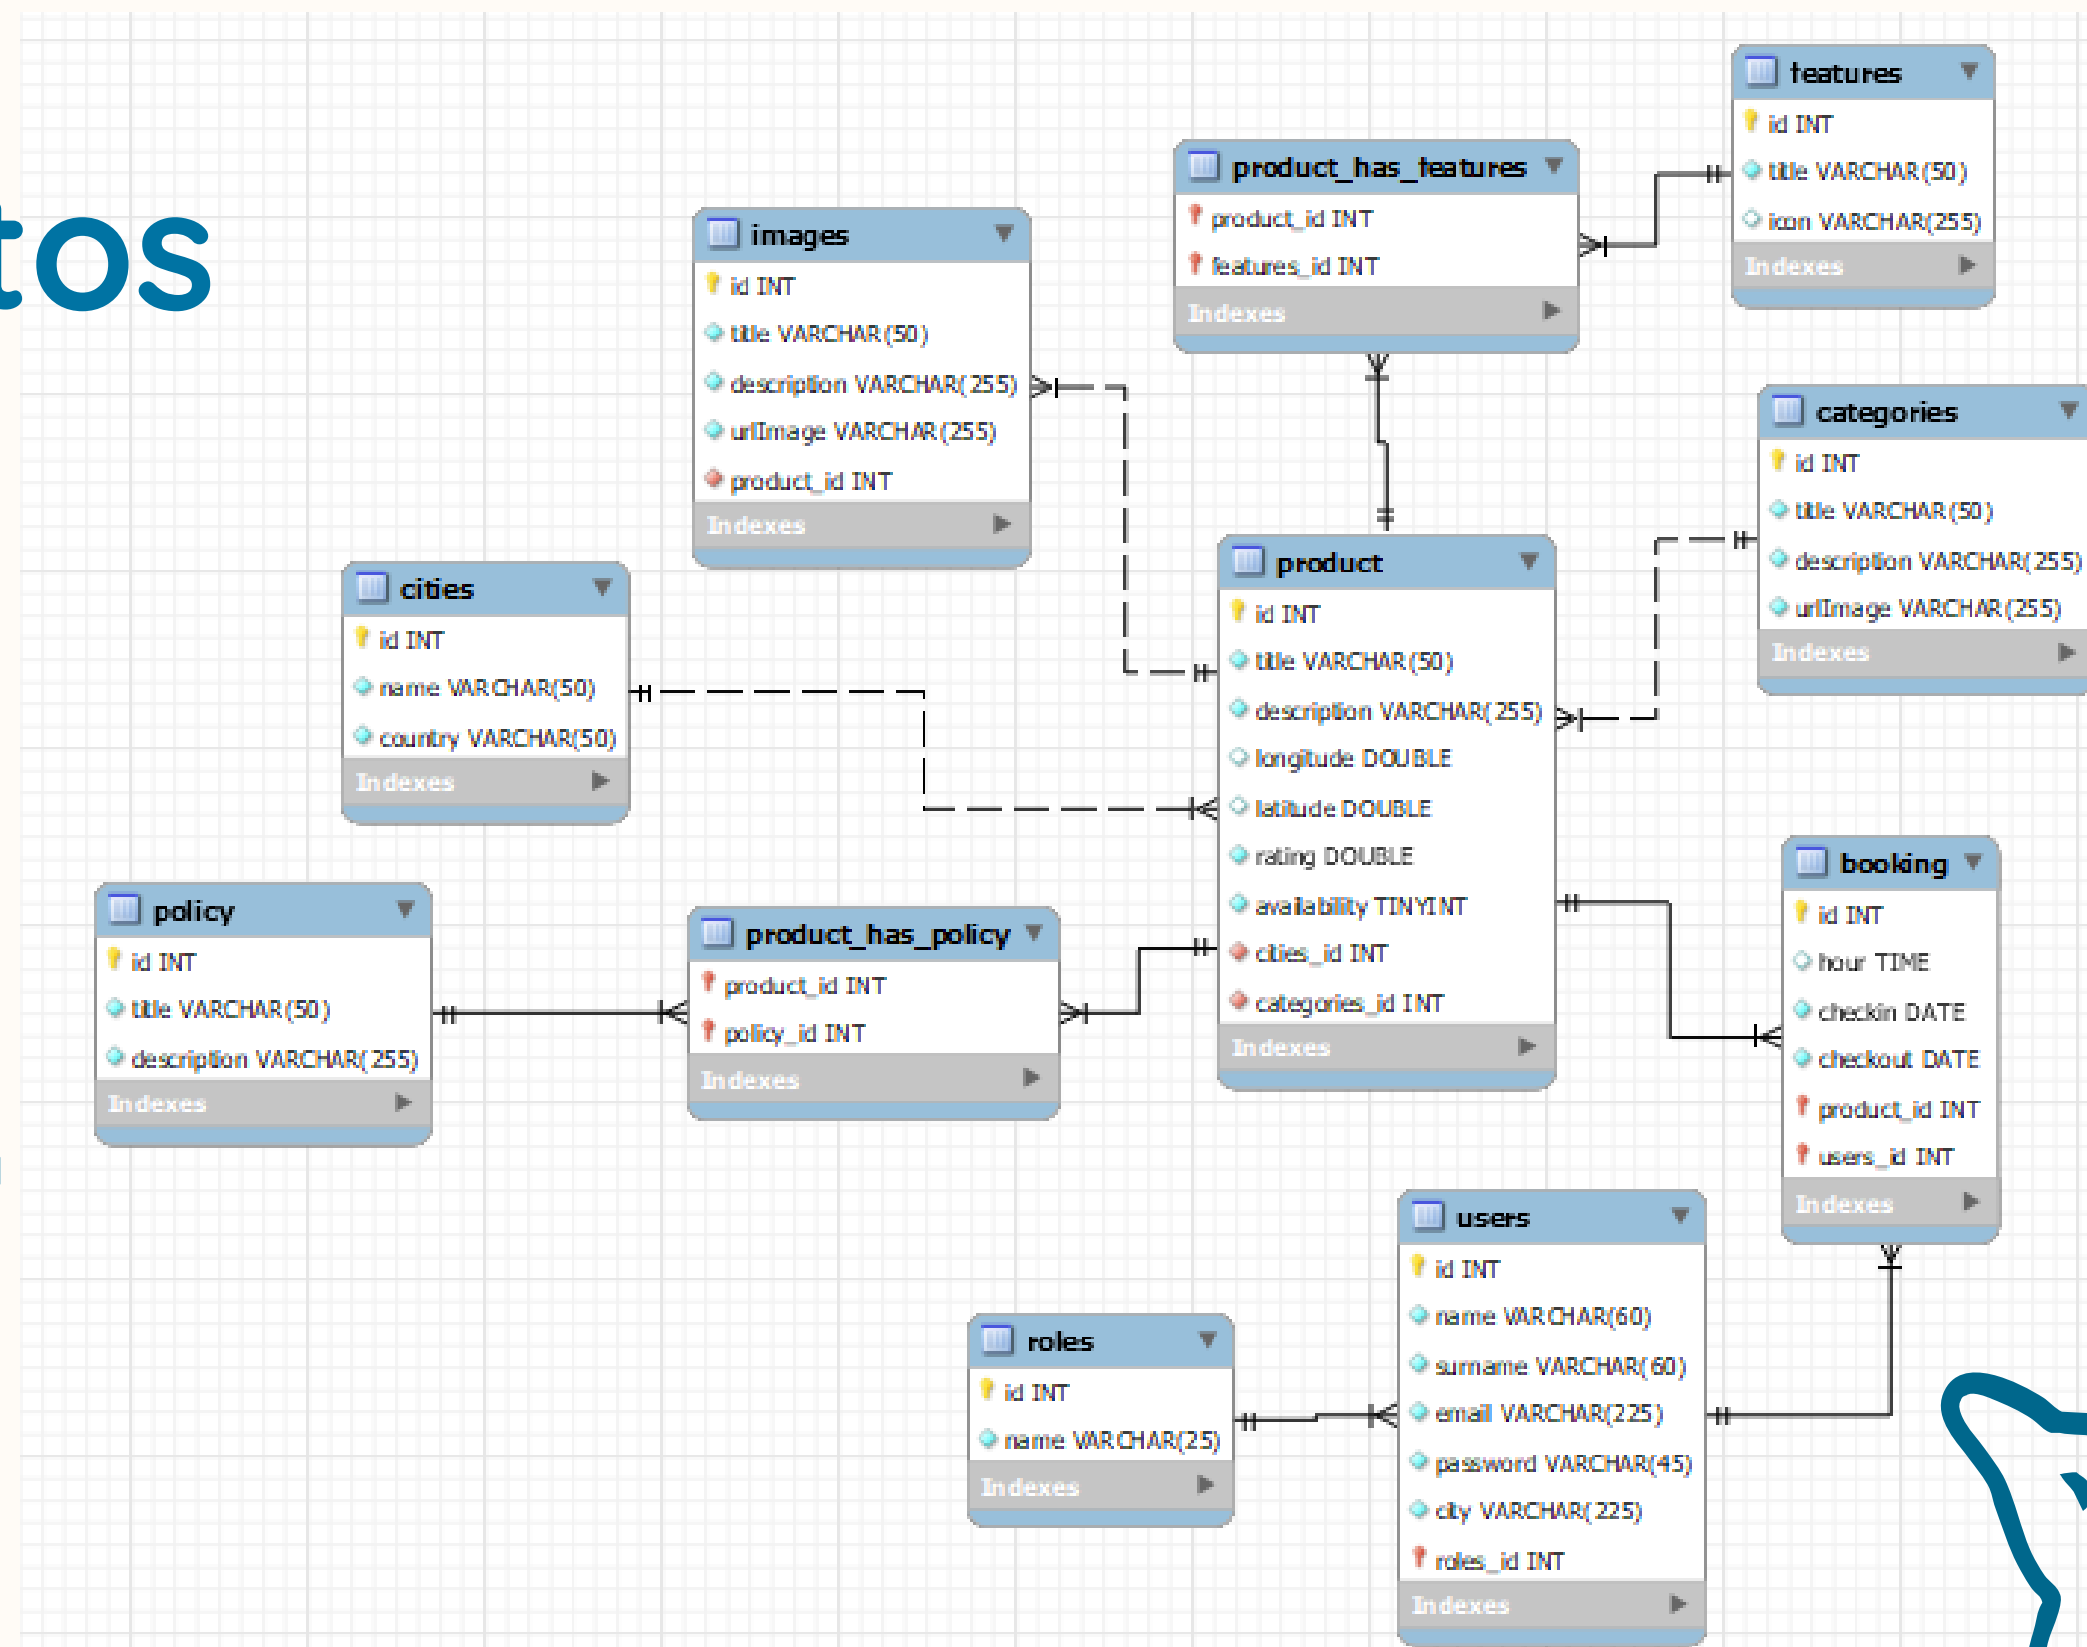 tos
features
id INT
title VARCHAR(50)
icon VARCHAR(255)
Indexes
product_has_features
product_id INT
features_id INT
Indexes
images
id INT
title VARCHAR(50)
description VARCHAR(255)
urlImage VARCHAR(255)
product_id INT
Indexes
categories
id INT
title VARCHAR(50)
description VARCHAR(255)
urlImage VARCHAR(255)
Indexes
cities
id INT
name VARCHAR(50)
country VARCHAR(50)
Indexes
product
id INT
title VARCHAR(50)
description VARCHAR(255)
longitude DOUBLE
latitude DOUBLE
rating DOUBLE
availability TINYINT
cities_id INT
categories_id INT
Indexes
policy
id INT
title VARCHAR(50)
description VARCHAR(255)
Indexes
product_has_policy
product_id INT
policy_id INT
Indexes
booking
id INT
hour TIME
checkin DATE
checkout DATE
product_id INT
users_id INT
Indexes
users
id INT
name VARCHAR(60)
surname VARCHAR(60)
email VARCHAR(225)
password VARCHAR(45)
city VARCHAR(225)
roles_id INT
Indexes
roles
id INT
name VARCHAR(25)
Indexes